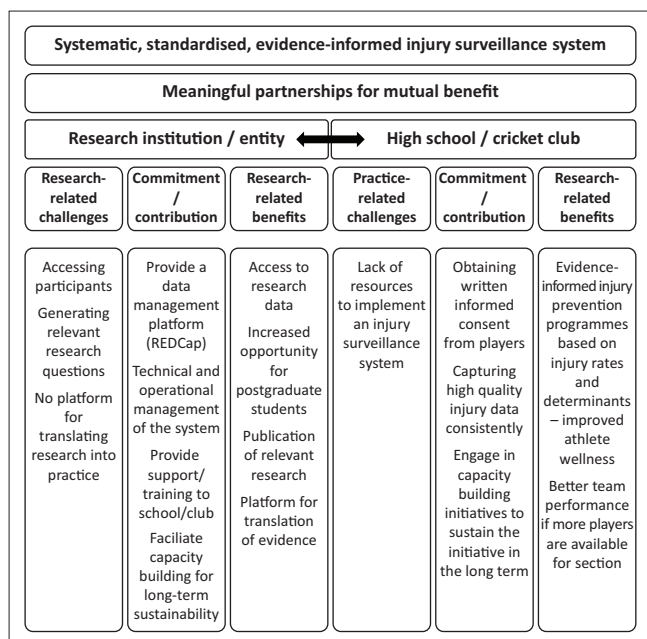 Systematic, standardised, evidence-informed injury surveillance system
Meaningful partnerships for mutual benefit
Research institution / entity
High school / cricket club
Research-
related
challenges
Commitment
/
contribution
Research-
related
benefits
Practice-
related
challenges
Commitment
/
contribution
Research-
related
benefits
Accessing
participants
Generating
relevant
research
questions
No platform
for
translating
research into
practice
Provide a
data
management
platform
(REDCap)
Technical and
operational
management
of the system
Provide
support/
training to
school/club
Faciliate
capacity
building for
long-term
sustainability
Access to
research
data
Increased
opportunity
for
postgraduate
students
Publication
of relevant
research
Platform for
translation
of evidence
Lack of
resources
to implement
an injury
surveillance
system
Obtaining
written
informed
consent
from players
Capturing
high quality
injury data
consistently
Engage in
capacity
building
initiatives to
sustain the
initiative in
the long term
Evidence-
informed injury
prevention
programmes
based on
injury rates
and
determinants
– improved
athlete
wellness
Better team
performance
if more players
are available
for section